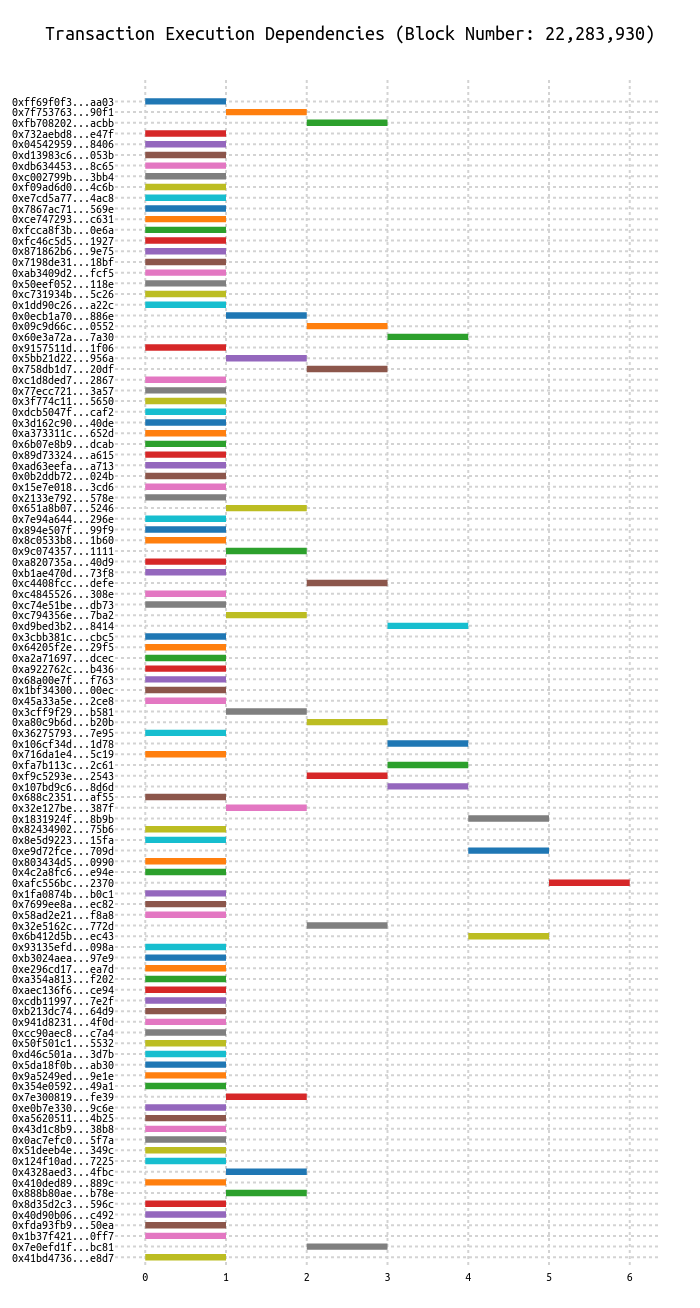 Transaction Execution Dependencies (Block Number: 22,283,930)
0xff69f0f3...aa03
0x7f753763...90f1
0xfb708202...acbb
0x732aebd8...e47f
0x04542959...8406
0xd13983c6...053b
0xdb634453...8c65
0xc002799b...3bb4
0xf09ad6d0...4c6b
0xe7cd5a77...4ac8
0x7867ac71...569e
0xce747293...c631
0xfcca8f3b...0e6a
0xfc46c5d5...1927
0x871862b6...9e75
0x7198de31...18bf
0xab3409d2...fcf5
0x50eef052...118e
0xc731934b...5c26
0x1dd90c26...a22c
0x0ecb1a70...886e
0x09c9d66c...0552
0x60e3a72a...7a30
0x9157511d...1f06
0x5bb21d22...956a
0x758db1d7...20df
0xc1d8ded7...2867
0x77ecc721...3a57
0x3f774c11...5650
0xdcb5047f...caf2
0x3d162c90...40de
0xa373311c...652d
0x6b07e8b9...dcab
0x89d73324...a615
0xad63eefa...a713
0x0b2ddb72...024b
0x15e7e018...3cd6
0x2133e792...578e
0x651a8b07...5246
0x7e94a644...296e
0x894e507f...99f9
0x8c0533b8...1b60
0x9c074357...1111
0xa820735a...40d9
0xb1ae470d...73f8
0xc4408fcc...defe
0xc4845526...308e
0xc74e51be...db73
0xc794356e...7ba2
0xd9bed3b2...8414
0x3cbb381c...cbc5
0x64205f2e...29f5
0xa2a71697...dcec
0xa922762c...b436
0x68a00e7f...f763
0x1bf34300...00ec
0x45a33a5e...2ce8
0x3cff9f29...b581
0xa80c9b6d...b20b
0x36275793...7e95
0x106cf34d...1d78
0x716da1e4...5c19
0xfa7b113c...2c61
0xf9c5293e...2543
0x107bd9c6...8d6d
0x688c2351...af55
0x32e127be...387f
0x1831924f...8b9b
0x82434902...75b6
0x8e5d9223...15fa
0xe9d72fce...709d
0x803434d5...0990
0x4c2a8fc6...e94e
0xafc556bc...2370
0x1fa0874b...b0c1
0x7699ee8a...ec82
0x58ad2e21...f8a8
0x32e5162c...772d
0x6b412d5b...ec43
0x93135efd...098a
0xb3024aea...97e9
0xe296cd17...ea7d
0xa354a813...f202
0xaec136f6...ce94
0xcdb11997...7e2f
0xb213dc74...64d9
0x941d8231...4f0d
0xcc90aec8...c7a4
0x50f501c1...5532
0xd46c501a...3d7b
0x5da18f0b...ab30
0x9a5249ed...9e1e
0x354e0592...49a1
0x7e300819...fe39
0xe0b7e330...9c6e
0xa5620511...4b25
0x43d1c8b9...38b8
0x0ac7efc0...5f7a
0x51deeb4e...349c
0x124f10ad...7225
0x4328aed3...4fbc
0x410ded89...889c
0x888b80ae...b78e
0x8d35d2c3...596c
0x40d90b06...c492
0xfda93fb9...50ea
0x1b37f421...0ff7
0x7e0efd1f...bc81
0x41bd4736...e8d7
0 1 2 3 4 5 6